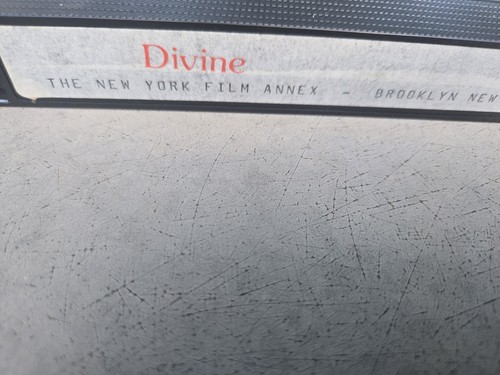 Divine
THE NEW YORK FILM ANNEX - BROOKLYN NEW